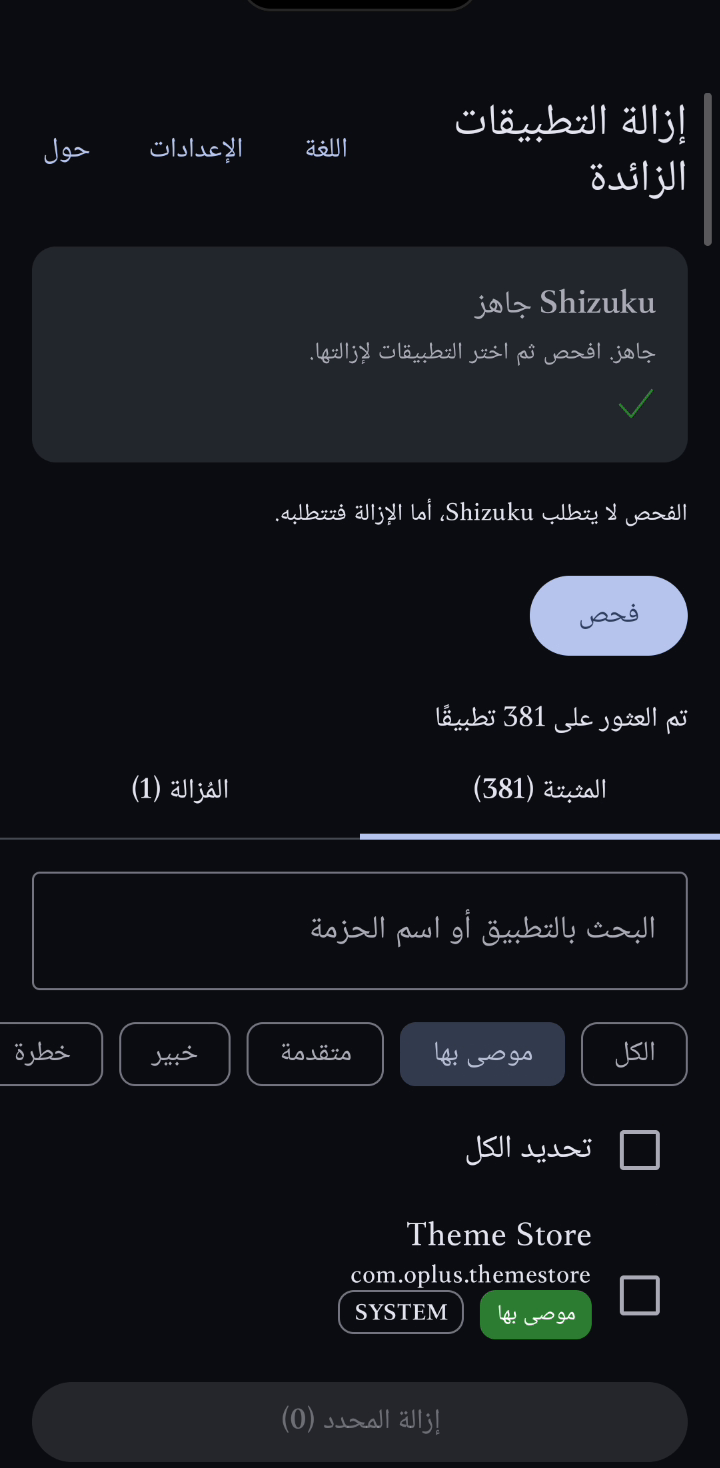 إزالة التطبيقات
الزائدة
اللغة
الإعدادات
حول
Shizuku جاهز
جاهز. افحص ثم اختر التطبيقات لإزالتها.
الفحص لا يتطلب Shizuku، أما الإزالة فتتطلبه.
فحص
تم العثور على 381 تطبيقًا
المثبتة (381)
المُزالة (1)
البحث بالتطبيق أو اسم الحزمة
الكل
موصى بها
متقدمة
خبير
خطرة
تحديد الكل
Theme Store
com.oplus.themestore
موصى بها
SYSTEM
إزالة المحدد (0)